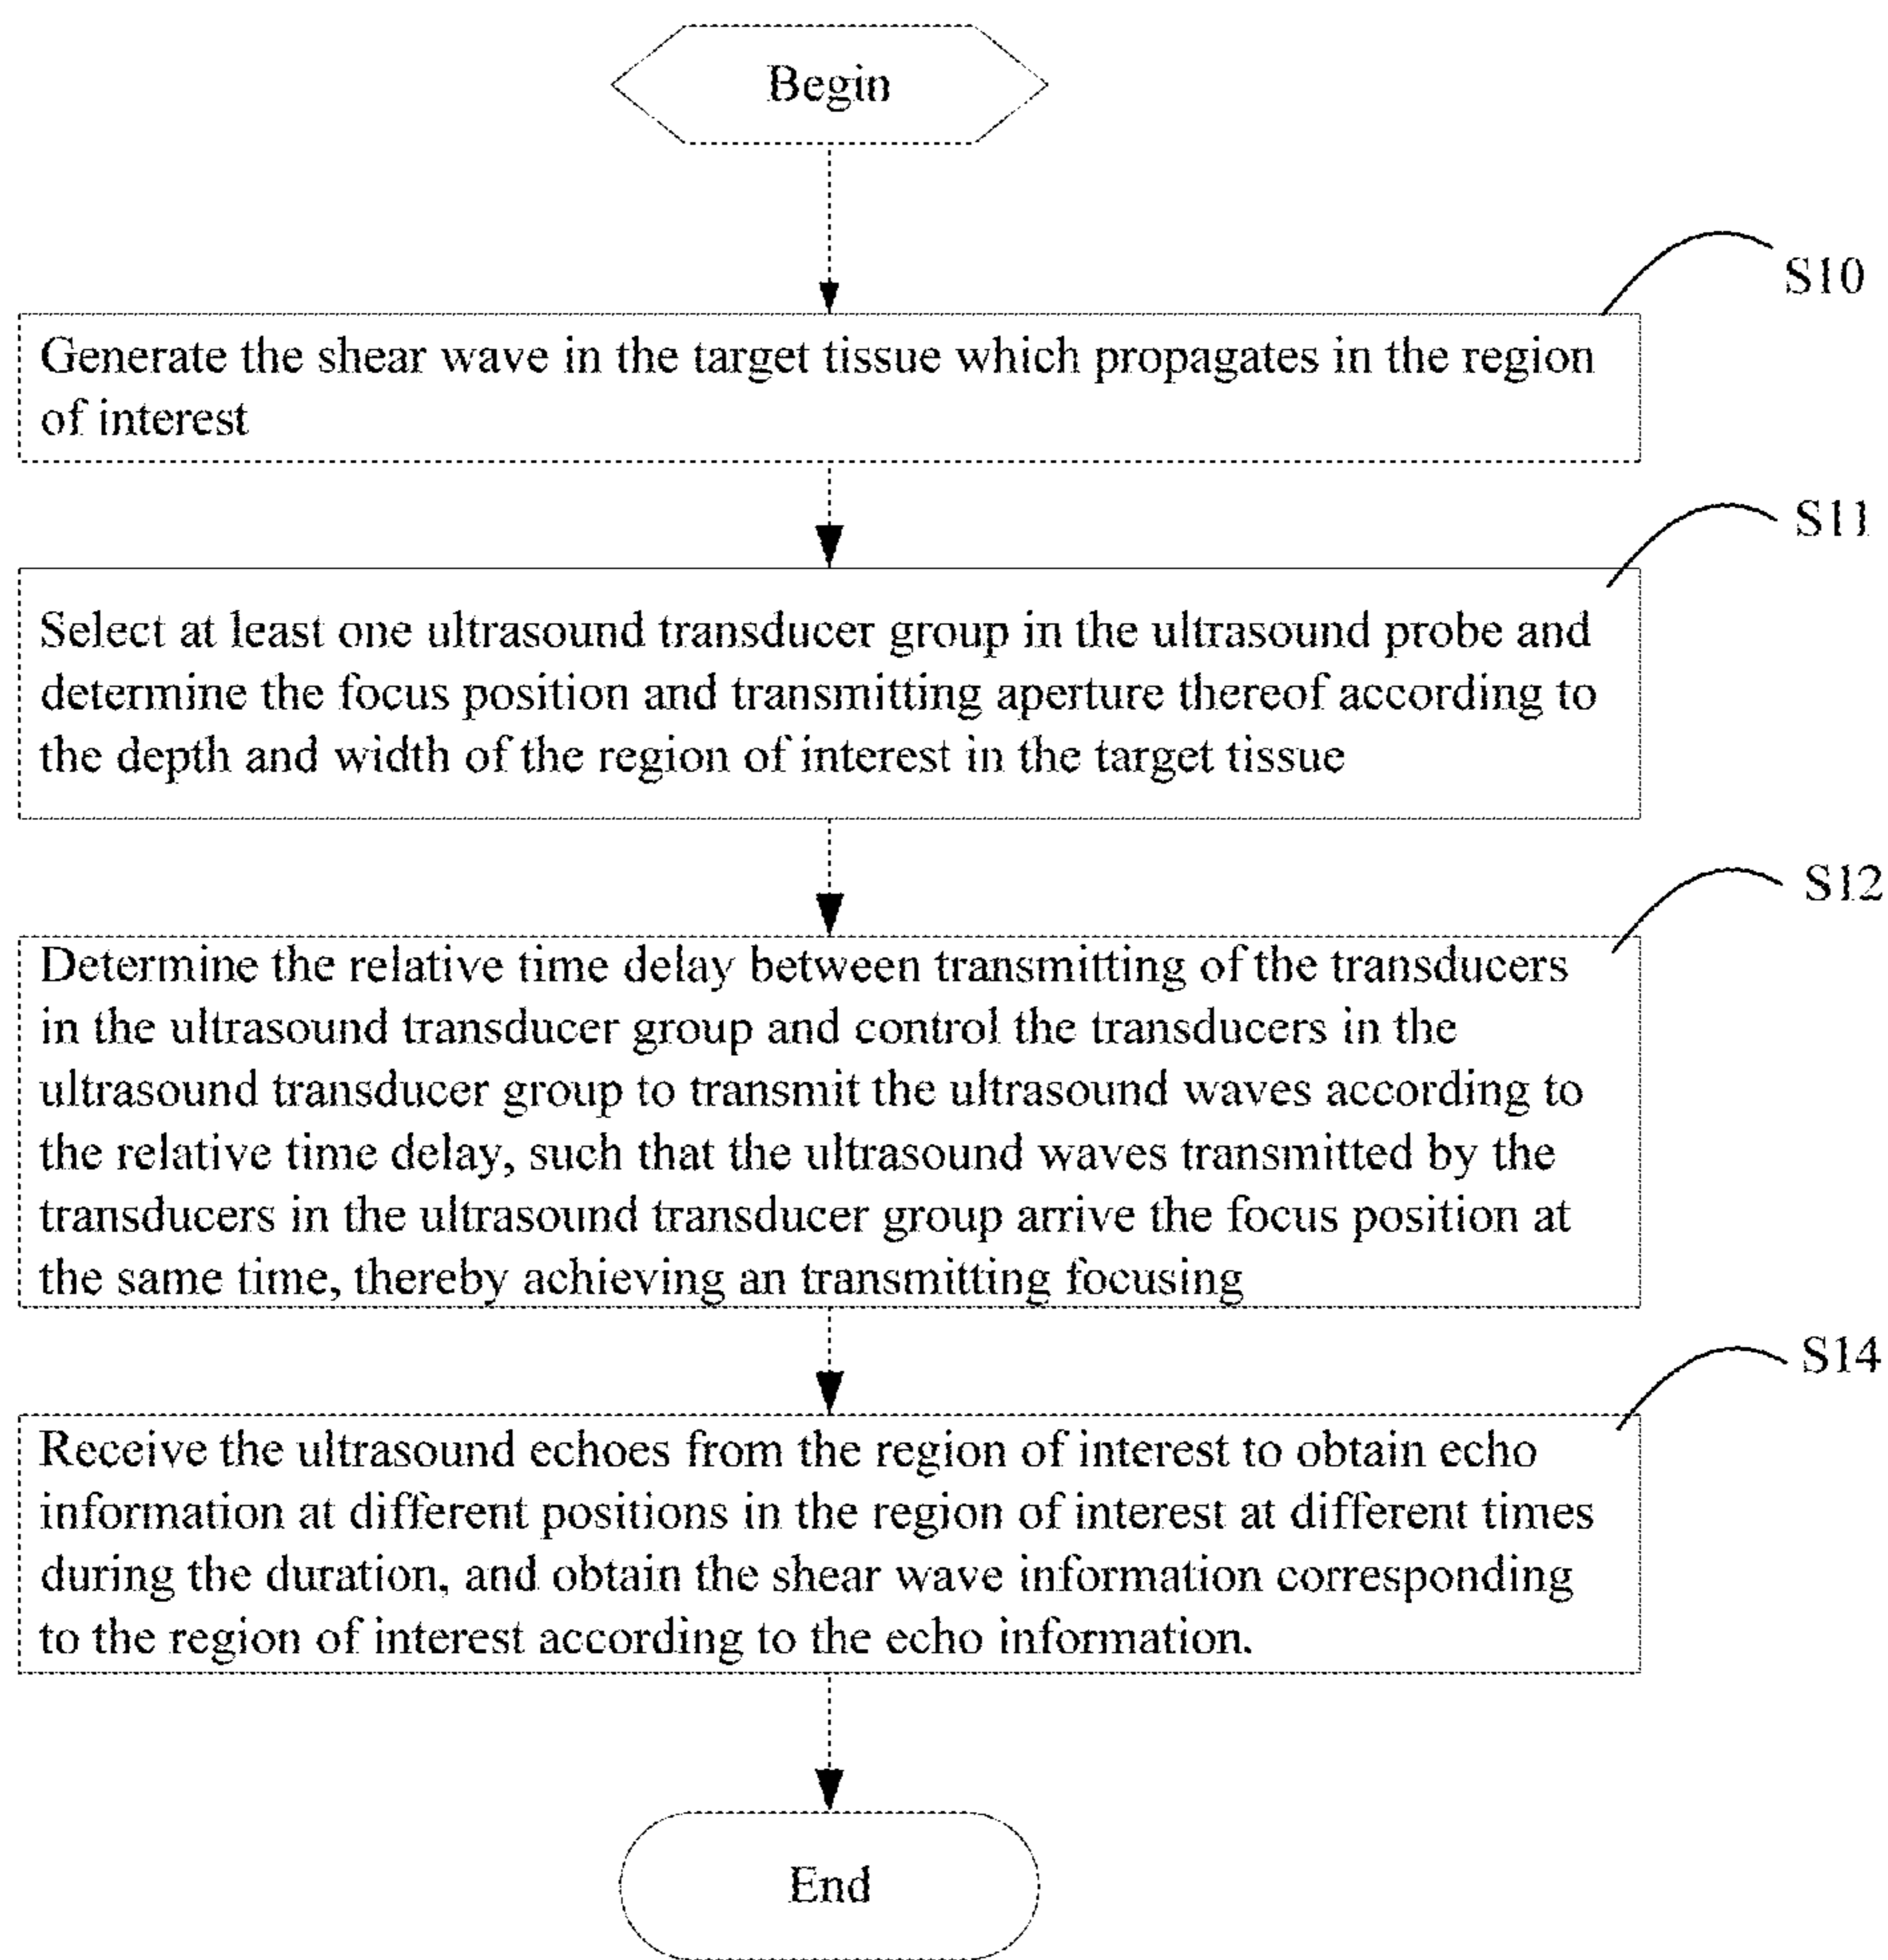 Begin
S10
Generate the shear wave in the target tissue which propagates in the region
of interest
S11
Select at least one ultrasound transducer group in the ultrasound probe and
determine the focus position and transmitting aperture thereof according to
the depth and width of the region of interest in the target tissue
S12
Determine the relative time delay between transmitting of the transducers
in the ultrasound transducer group and control the transducers in the
ultrasound transducer group to transmit the ultrasound waves according to
the relative time delay, such that the ultrasound waves transmitted by the
transducers in the ultrasound transducer group arrive the focus position at
the same time, thereby achieving an transmitting focusing
S14
Receive the ultrasound echoes from the region of interest to obtain echo
information at different positions in the region of interest at different times
during the duration, and obtain the shear wave information corresponding
to the region of interest according to the echo information.
End